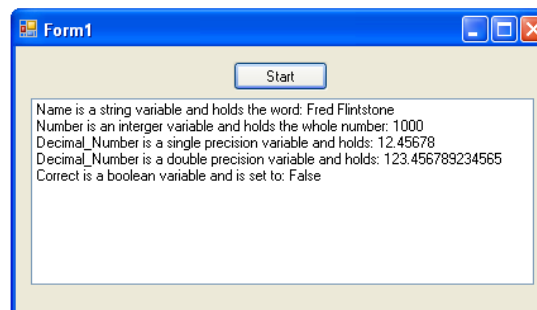 Form1
Start
Name is a string variable and holds the word: Fred Flintstone
Number is an interger variable and holds the whole number: 1000
Decimal_Number is a single precision variable and holds: 12.45678
Decimal_Number is a double precision variable and holds: 123.456789234565
Correct is a boolean variable and is set to: False